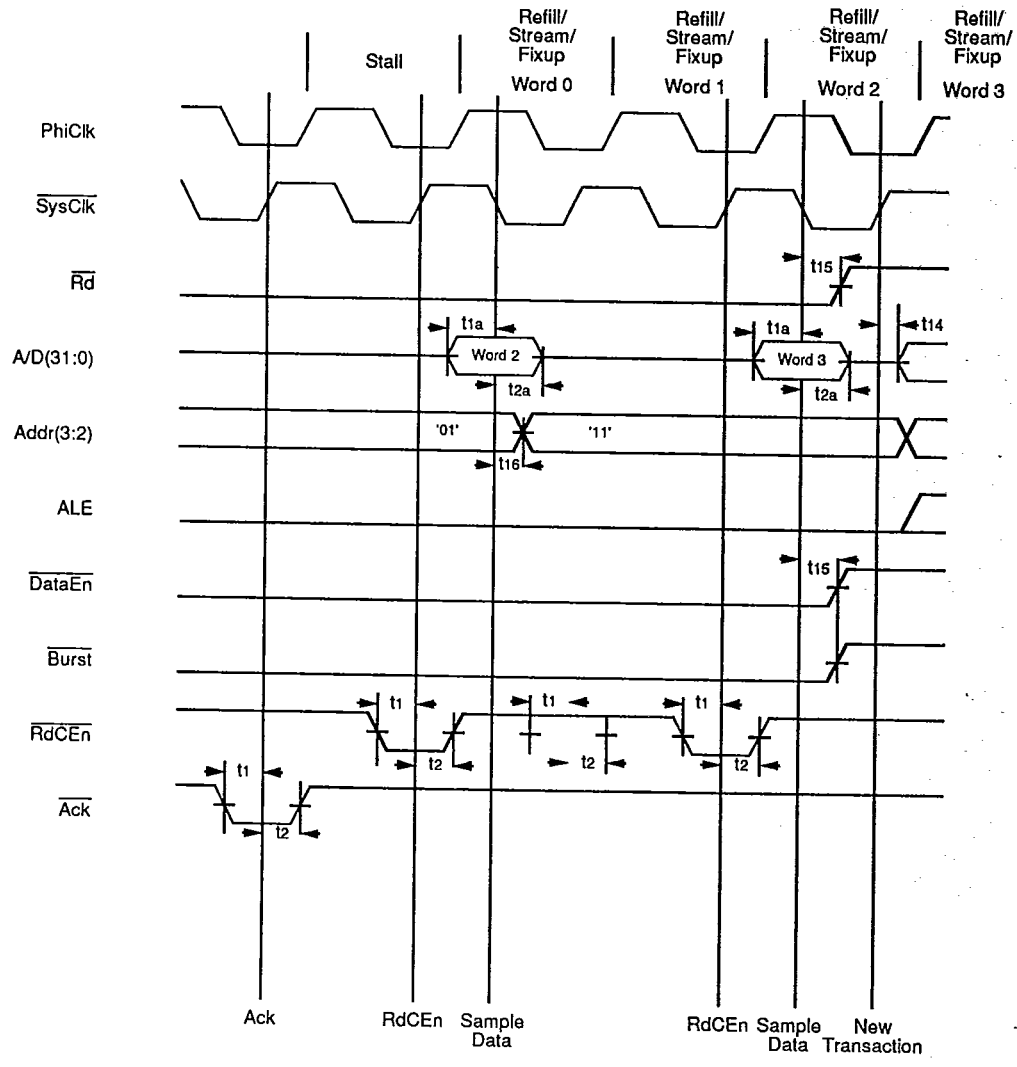 Refill/
Stream/
Fixup
Word 0
Refill/
Stream/
Fixup
Word 1
Refill/
Stream/
Fixup
Word 2
Refill/
Stream/
Fixup
Word 3
Stall
PhiClk
SysClk
Rd
t15
A/D(31:0)
t1a
Word 2
t2a
t1a
Word 3
t2a
t14
Addr(3:2)
'01'
'11'
t16
ALE
DataEn
t15
Burst
RdCEn
t1
t2
t1
t2
t1
t2
Ack
t1
t2
Ack
RdCEn
Sample
Data
RdCEn
Sample
Data
New
Transaction